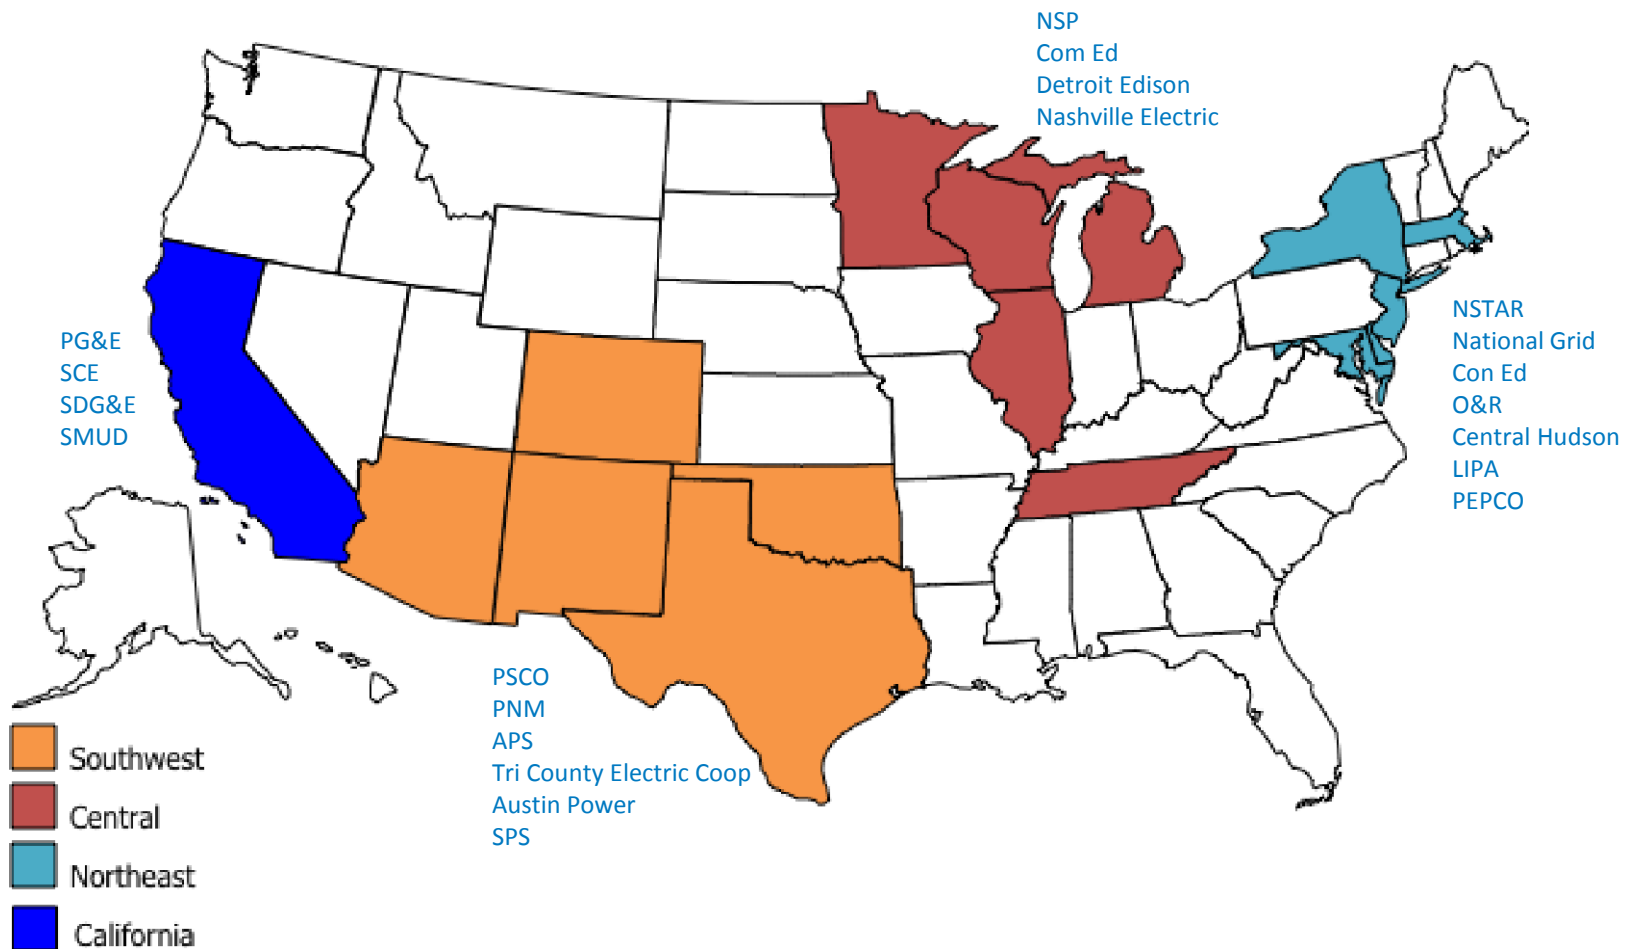 NSP
Com Ed
Detroit Edison
Nashville Electric
PG&E
SCE
SDG&E
SMUD
NSTAR
National Grid
Con Ed
O&R
Central Hudson
LIPA
PEPCO
PSCO
PNM
APS
Tri County Electric Coop
Austin Power
SPS
Southwest
Central
Northeast
California